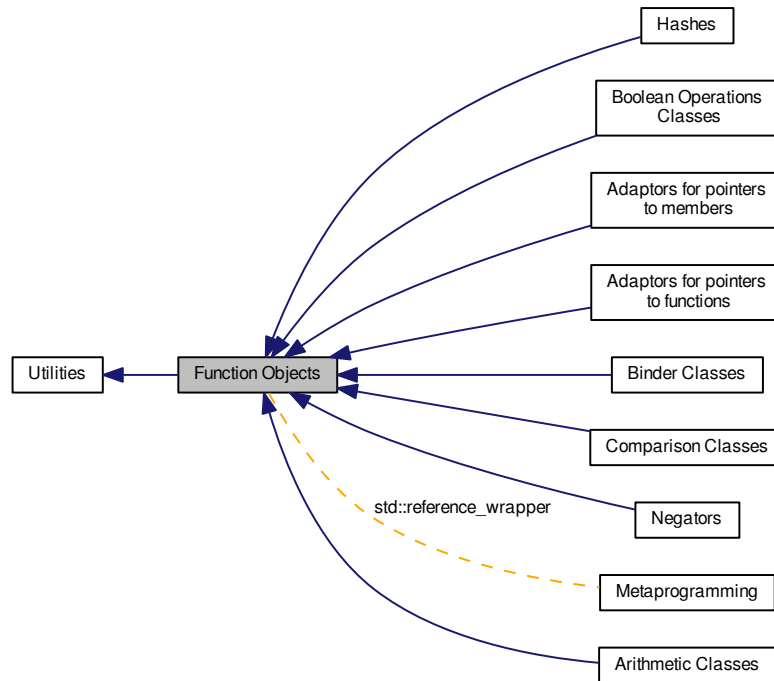 Hashes
Boolean Operations
Classes
Adaptors for pointers
to members
Adaptors for pointers
to functions
Utilities
Function Objects
Binder Classes
Comparison Classes
std::reference_wrapper
Negators
Metaprogramming
Arithmetic Classes